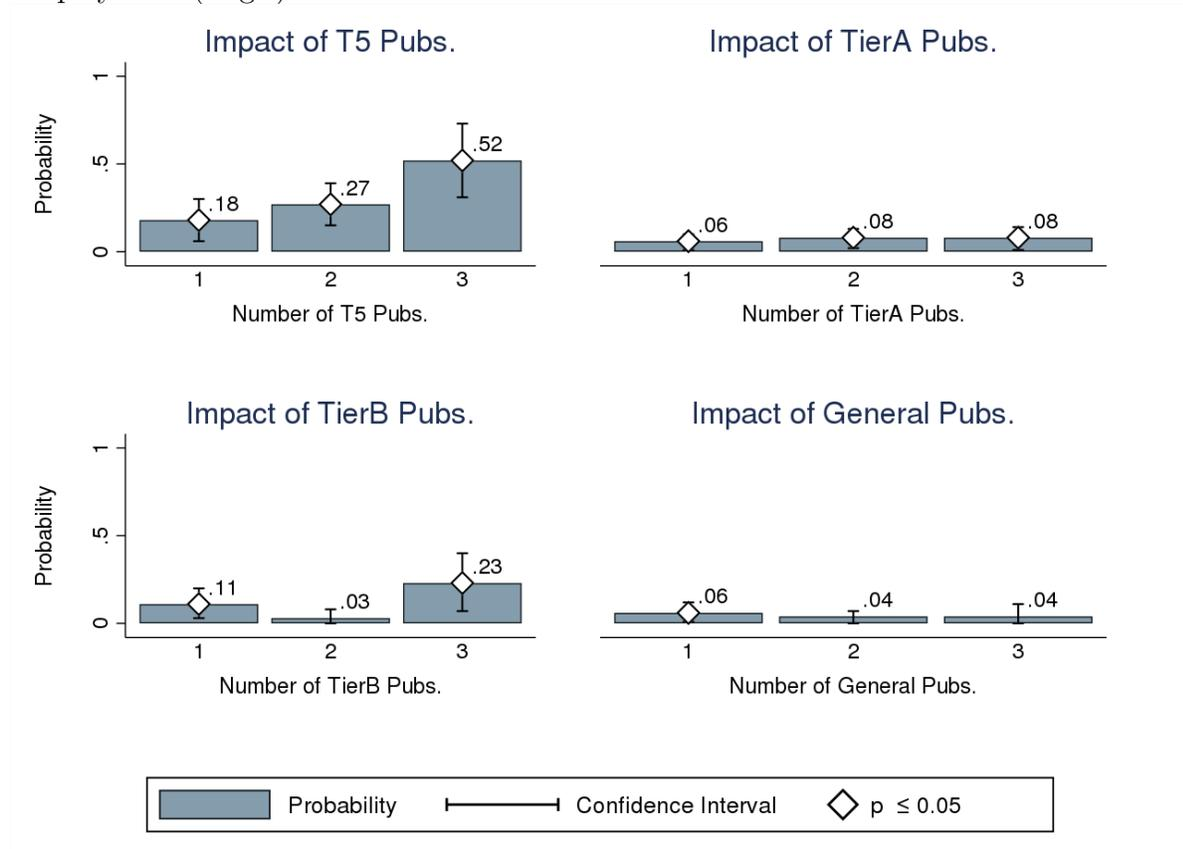 Impact of T5 Pubs.
Probability
1
.5
0
.18
.27
.52
1 2 3
Number of T5 Pubs.
Impact of TierA Pubs.
.06
.08
.08
1 2 3
Number of TierA Pubs.
Impact of TierB Pubs.
Probability
1
.5
0
.11
.03
.23
1 2 3
Number of TierB Pubs.
Impact of General Pubs.
.06
.04
.04
1 2 3
Number of General Pubs.
Probability Confidence Interval p ≤ 0.05